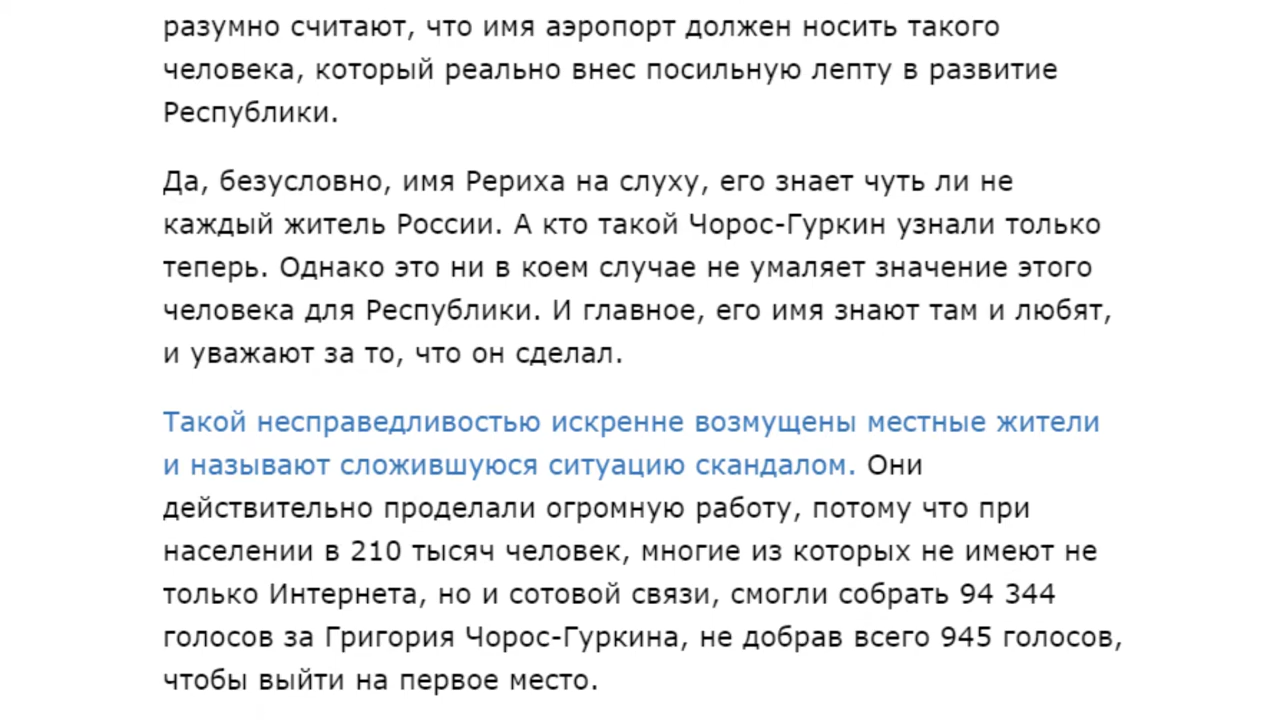 разумно считают, что имя аэропорт должен носить такого
человека, который реально внес посильную лепту в развитие
Республики.
Да, безусловно, имя Рериха на слуху, его знает чуть ли не
каждый житель России. А кто такой Чорос-Гуркин узнали только
теперь. Однако это ни в коем случае не умаляет значение этого
человека для Республики. И главное, его имя знают там и любят,
и уважают за то, что он сделал.
Такой несправедливостью искренне возмущены местные жители
и называют сложившуюся ситуацию скандалом. Они
действительно проделали огромную работу, потому что при
населении в 210 тысяч человек, многие из которых не имеют не
только Интернета, но и сотовой связи, смогли собрать 94 344
голосов за Григория Чорос-Гуркина, не добрав всего 945 голосов,
чтобы выйти на первое место.